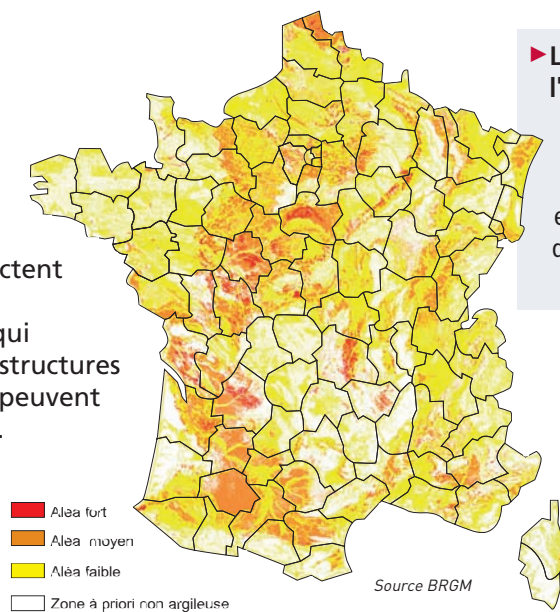 ctent
qui
structures
peuvent
.
►L
l'
e
d
Aléa fort
Aléa moyen
Aléa faible
Zone à priori non argileuse
Source BRGM